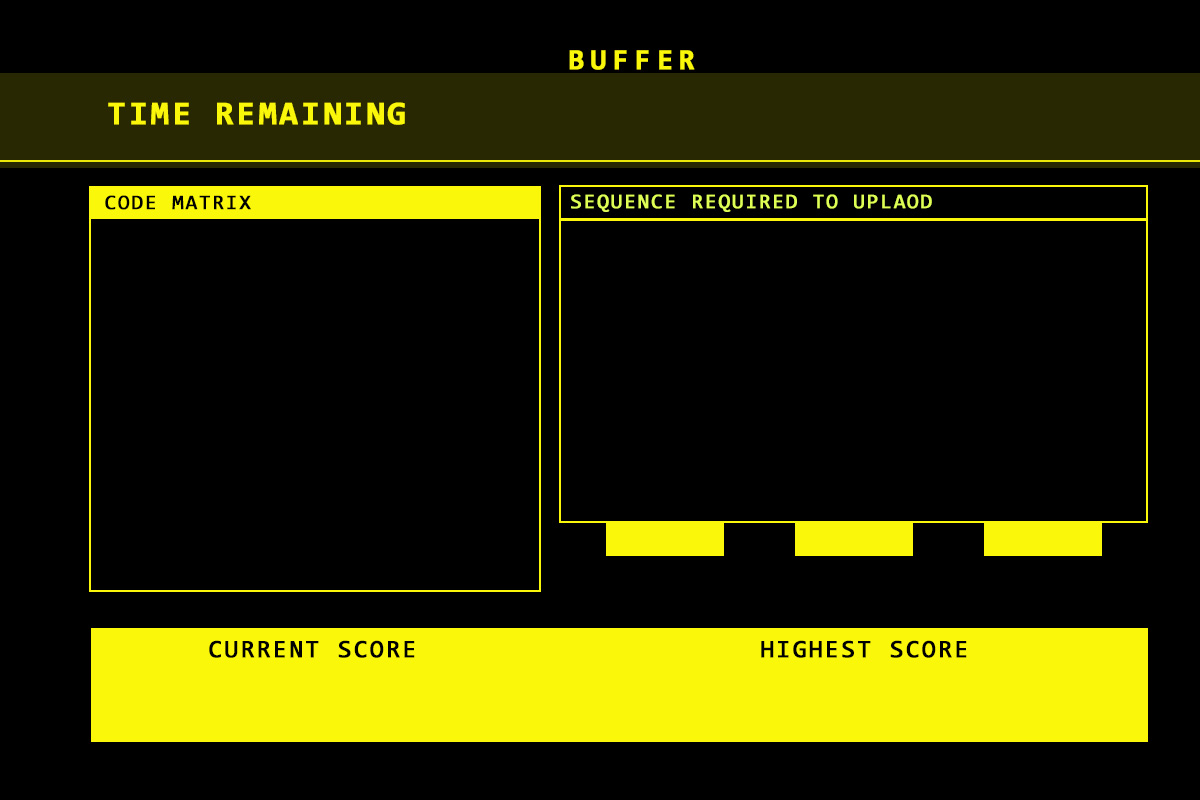 BUFFER
TIME REMAINING
CODE MATRIX
SEQUENCE REQUIRED TO UPLAOD
CURRENT SCORE
HIGHEST SCORE